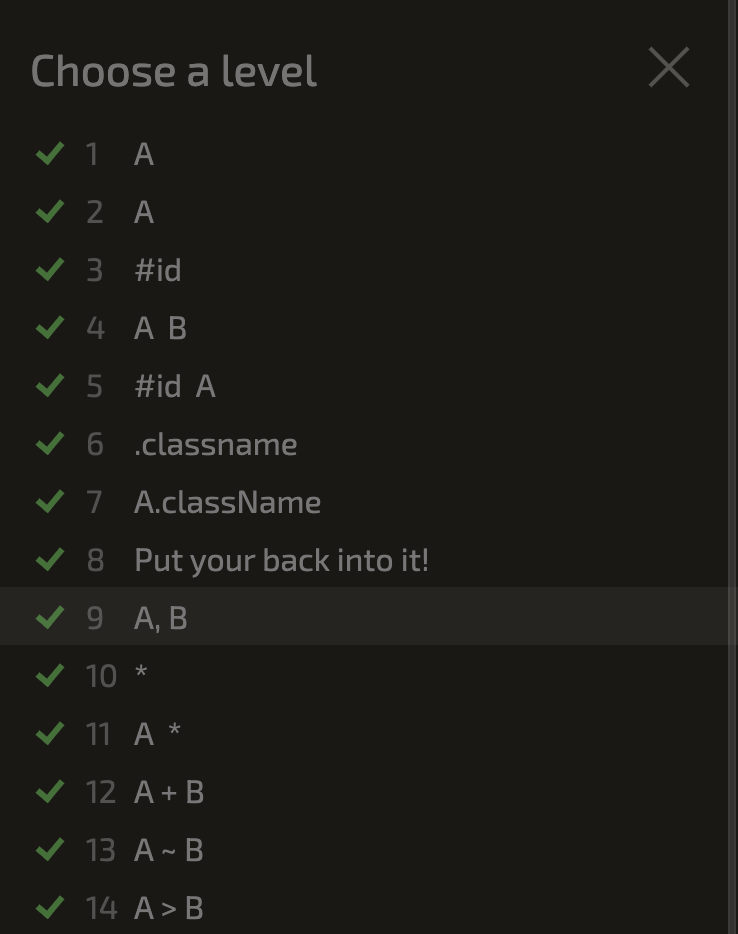 Choose a level
1 A
2 A
3 #id
4 A B
5 #id A
6 .classname
7 A.className
8 Put your back into it!
9 A, B
10 *
11 A *
12 A + B
13 A ~ B
14 A > B